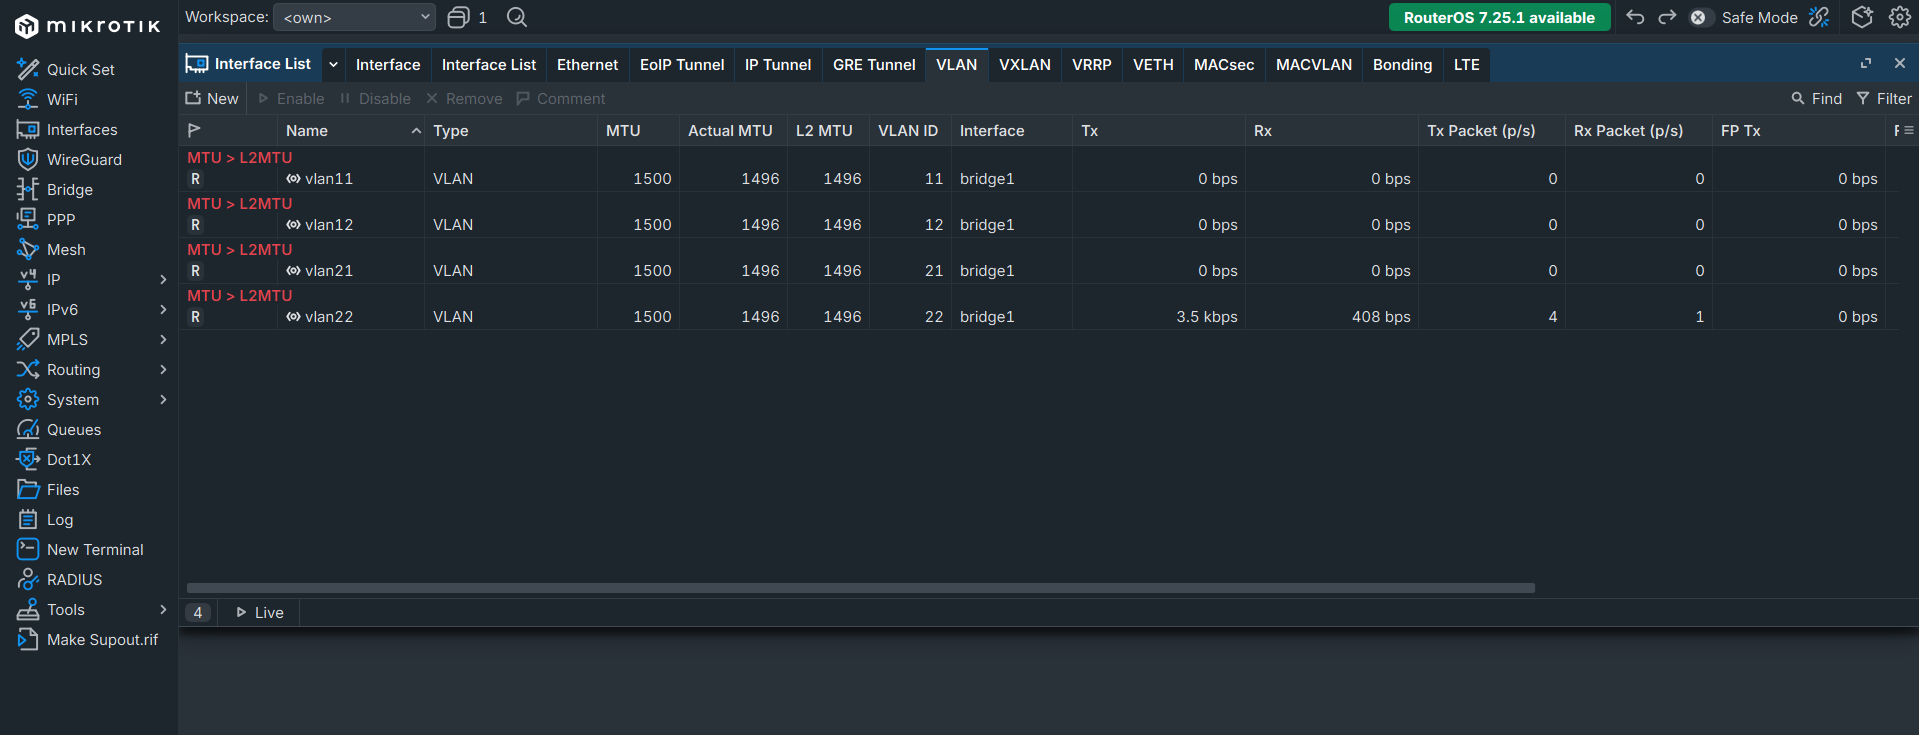 MikroTik
Workspace: <own> 1 RouterOS 7.25.1 available Safe Mode
Quick Set
WiFi
Interfaces
WireGuard
Bridge
PPP
Mesh
IP
IPv6
MPLS
Routing
System
Queues
Dot1X
Files
Log
New Terminal
RADIUS
Tools
Make Supout.rif
Interface List Interface Interface List Ethernet EoIP Tunnel IP Tunnel GRE Tunnel VLAN VXLAN VRRP VETH MACsec MACVLAN Bonding LTE
New Enable Disable Remove Comment Find Filter
Name Type MTU Actual MTU L2 MTU VLAN ID Interface Tx Rx Tx Packet (p/s) Rx Packet (p/s) FP Tx
MTU > L2MTU
R vlan11 VLAN 1500 1496 1496 11 bridge1 0 bps 0 bps 0 0 0 bps
MTU > L2MTU
R vlan12 VLAN 1500 1496 1496 12 bridge1 0 bps 0 bps 0 0 0 bps
MTU > L2MTU
R vlan21 VLAN 1500 1496 1496 21 bridge1 0 bps 0 bps 0 0 0 bps
MTU > L2MTU
R vlan22 VLAN 1500 1496 1496 22 bridge1 3.5 kbps 408 bps 4 1 0 bps
4 Live